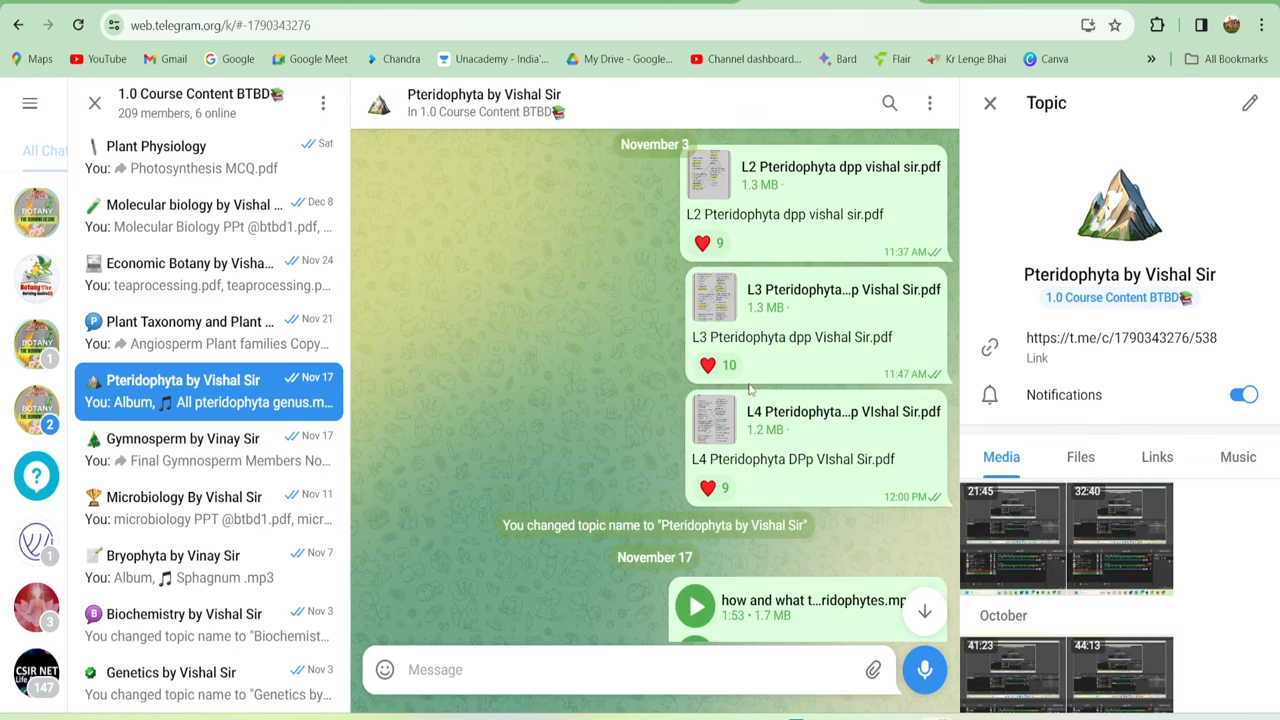 web.telegram.org/k/#-1790343276
Maps
YouTube
Gmail
Google
Google Meet
Chandra
Unacademy - India'...
My Drive - Google...
Channel dashboard...
Bard
Flair
Kr Lenge Bhai
Canva
»
All Bookmarks
All Chat
1
2
1
3
CSIR NET
147
1.0 Course Content BTBD📚
209 members, 6 online
Plant Physiology
Sat
You: Photosynthesis MCQ.pdf
Molecular biology by Vishal ...
Dec 8
You: Molecular Biology PPt @btbd1.pdf, ...
Economic Botany by Visha...
Nov 24
You: teaprocessing.pdf, teaprocessing.p...
Plant Taxonomy and Plant ...
Nov 21
You: Angiosperm Plant families Copy...
Pteridophyta by Vishal Sir
Nov 17
You: Album, 🎵 All pteridophyta genus.m...
Gymnosperm by Vinay Sir
Nov 17
You: Final Gymnosperm Members No...
Microbiology By Vishal Sir
Nov 11
You: microbiology PPT @btbd1.pdf,micr...
Bryophyta by Vinay Sir
Nov 7
You: Album, 🎵 Sphagnum .mp3
B
Biochemistry by Vishal Sir
Nov 3
You changed topic name to "Biochemist...
Genetics by Vishal Sir
Nov 3
You changed topic name to "Genetic by...
Pteridophyta by Vishal Sir
In 1.0 Course Content BTBD📚
November 3
L2 Pteridophyta dpp vishal sir.pdf
1.3 MB ·
L2 Pteridophyta dpp vishal sir.pdf
9
11:37 AM
L3 Pteridophyta...p Vishal Sir.pdf
1.3 MB ·
L3 Pteridophyta dpp Vishal Sir.pdf
10
11:47 AM
L4 Pteridophyta...p VIshal Sir.pdf
1.2 MB ·
L4 Pteridophyta DPp VIshal Sir.pdf
9
12:00 PM
You changed topic name to "Pteridophyta by Vishal Sir"
November 17
how and what t...ridophytes.mp
1:53 • 1.7 MB
Message
Topic
Pteridophyta by Vishal Sir
1.0 Course Content BTBD📚
https://t.me/c/1790343276/538
Link
Notifications
Media
Files
Links
Music
21:45
32:40
October
41:23
44:13